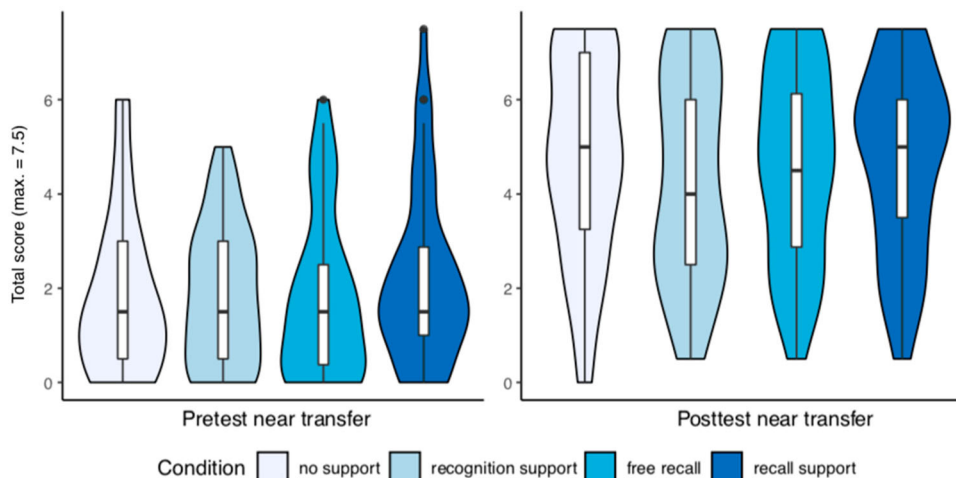 Total score (max. = 7.5)
6
4
2
0
Pretest near transfer
6
4
2
0
Posttest near transfer
Condition no support recognition support free recall recall support